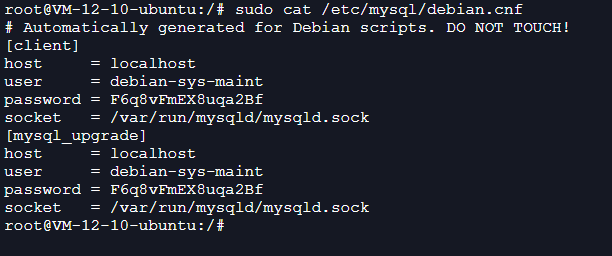 root@VM-12-10-ubuntu:/# sudo cat /etc/mysql/debian.cnf
# Automatically generated for Debian scripts. DO NOT TOUCH!
[client]
host     = localhost
user     = debian-sys-maint
password = F6q8vFmEX8uqa2Bf
socket   = /var/run/mysqld/mysqld.sock
[mysql_upgrade]
host     = localhost
user     = debian-sys-maint
password = F6q8vFmEX8uqa2Bf
socket   = /var/run/mysqld/mysqld.sock
root@VM-12-10-ubuntu:/#